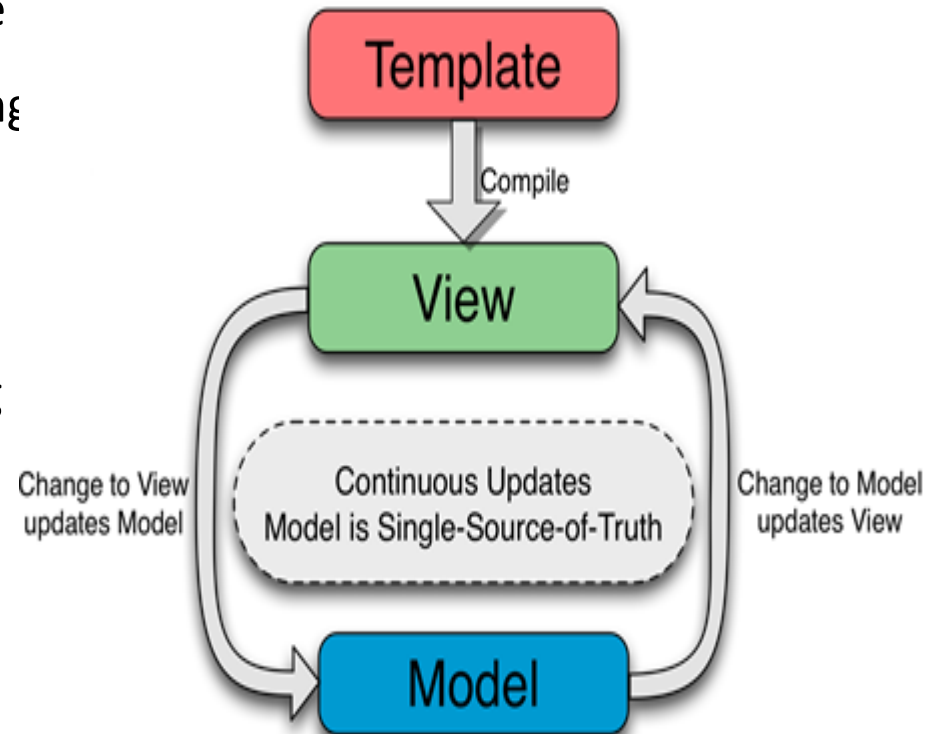 Template
Compile
View
Continuous Updates
Model is Single-Source-of-Truth
Change to View
updates Model
Change to Model
updates View
Model